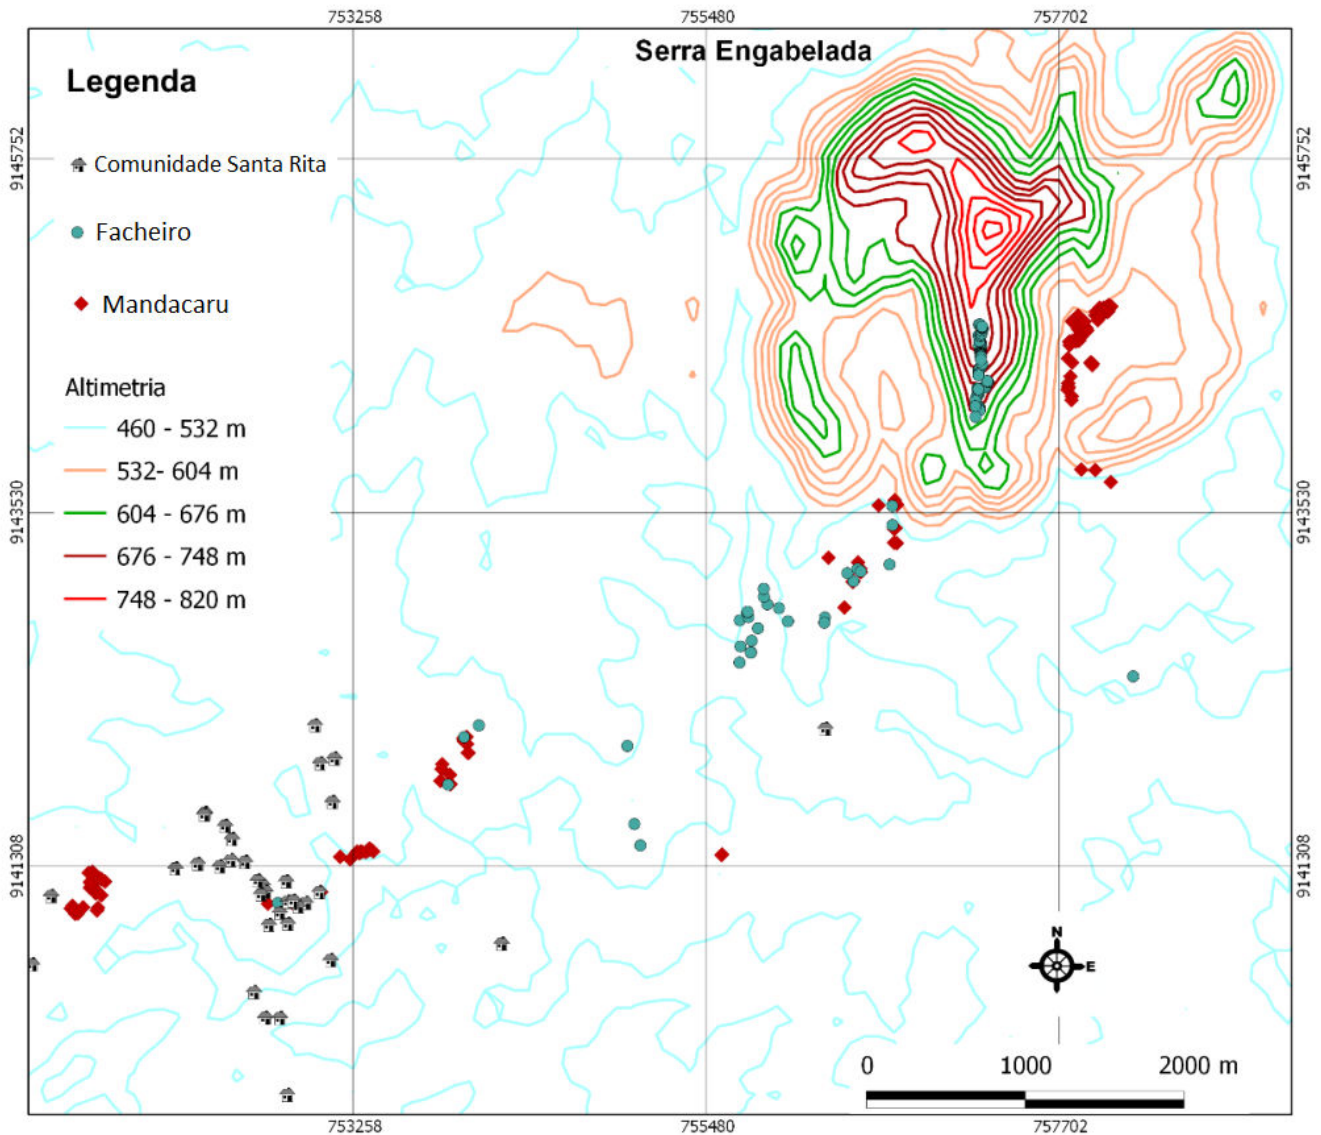 753258
755480
757702
Serra Engabelada
Legenda
9145752
9145752
Comunidade Santa Rita
Facheiro
Mandacaru
Altimetria
460 - 532 m
532- 604 m
604 - 676 m
676 - 748 m
748 - 820 m
9143530
9143530
9141308
9141308
N
E
0 1000 2000 m
753258
755480
757702